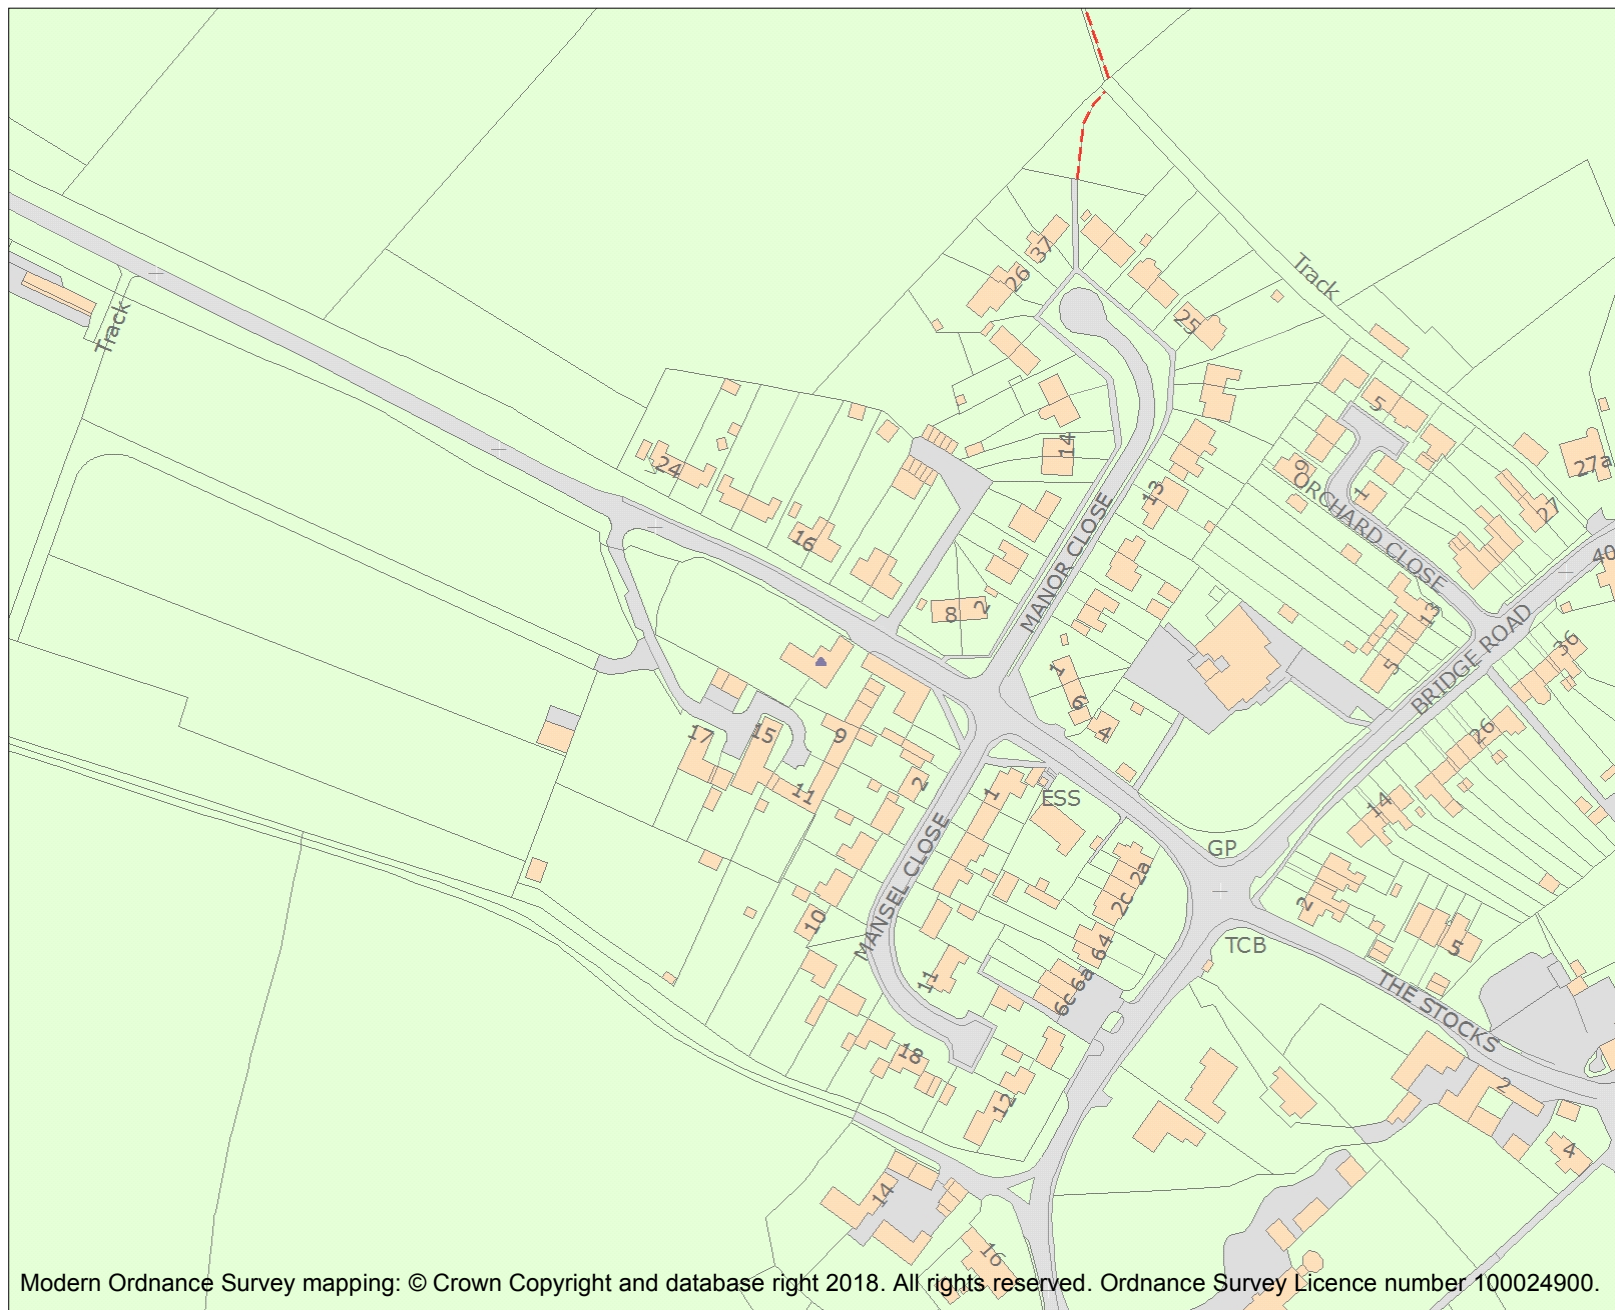 Track
Track
37
26
25
5
14
9
1
27a
27
24
16
13
ORCHARD CLOSE
MANOR CLOSE
40
8
2
13
5
36
BRIDGE ROAD
1
6
4
26
17
15
9
11
2
1
ESS
14
GP
MANSEL CLOSE
2a
2c
2
10
64
TCB
5
11
6a
6c
THE STOCKS
18
12
2
4
14
16
Modern Ordnance Survey mapping: © Crown Copyright and database right 2018. All rights reserved. Ordnance Survey Licence number 100024900.